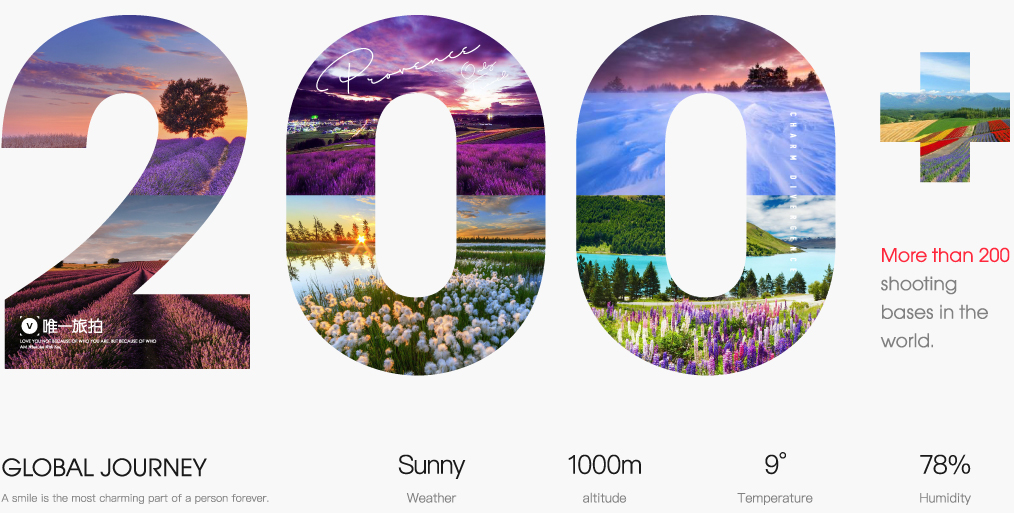 200+
Provence
CHARM DIVERGENCE
唯一旅拍
LOVE YOU NOT BECAUSE OF WHO YOU ARE, BUT BECAUSE OF WHO
More than 200
shooting
bases in the
world.
GLOBAL JOURNEY
A smile is the most charming part of a person forever.
Sunny
Weather
1000m
altitude
9°
Temperature
78%
Humidity